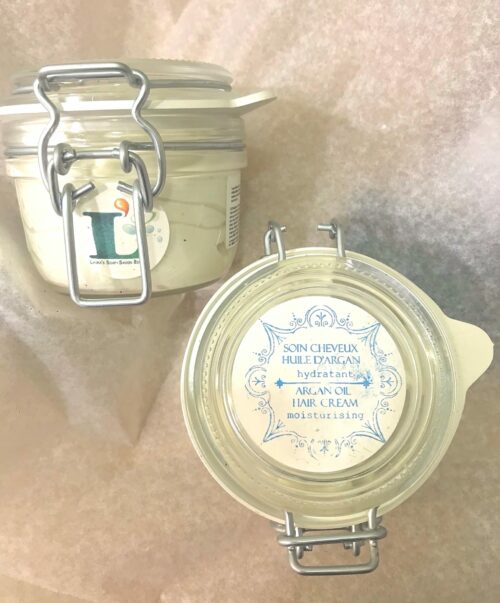 L
SOIN CHEVEUX
HUILE D'ARGAN
hydratant
ARGAN OIL
HAIR CREAM
moisturising